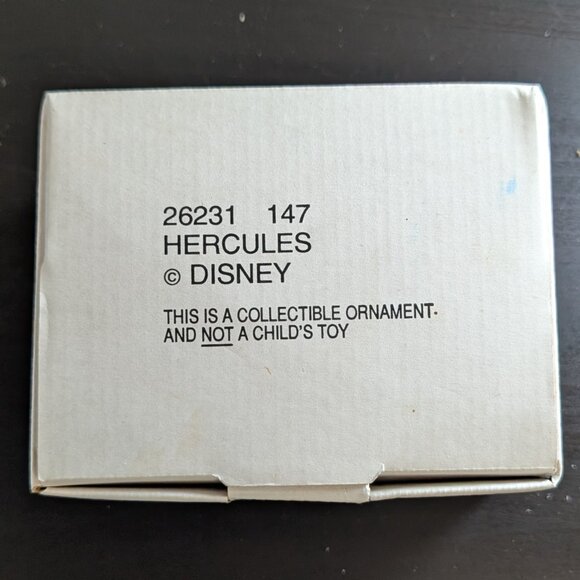 26231 147
HERCULES
© DISNEY
THIS IS A COLLECTIBLE ORNAMENT
AND NOT A CHILD'S TOY